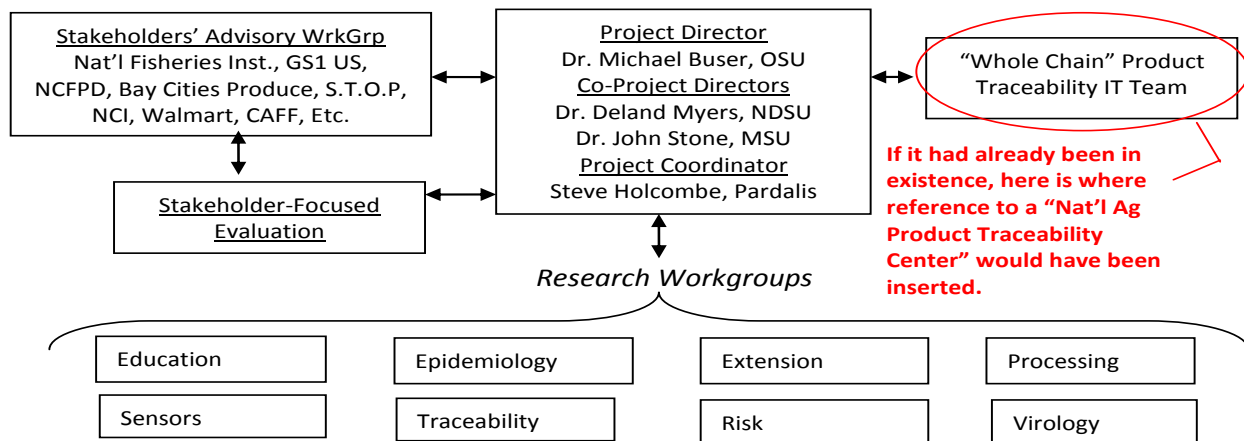 Stakeholders’ Advisory WrkGrp
Nat’l Fisheries Inst., GS1 US,
NCFPD, Bay Cities Produce, S.T.O.P,
NCI, Walmart, CAFF, Etc.
Stakeholder-Focused
Evaluation
Project Director
Dr. Michael Buser, OSU
Co-Project Directors
Dr. Deland Myers, NDSU
Dr. John Stone, MSU
Project Coordinator
Steve Holcombe, Pardalis
“Whole Chain” Product
Traceability IT Team
If it had already been in
existence, here is where
reference to a “Nat’l Ag
Product Traceability
Center” would have been
inserted.
Research Workgroups
Education
Epidemiology
Extension
Processing
Sensors
Traceability
Risk
Virology